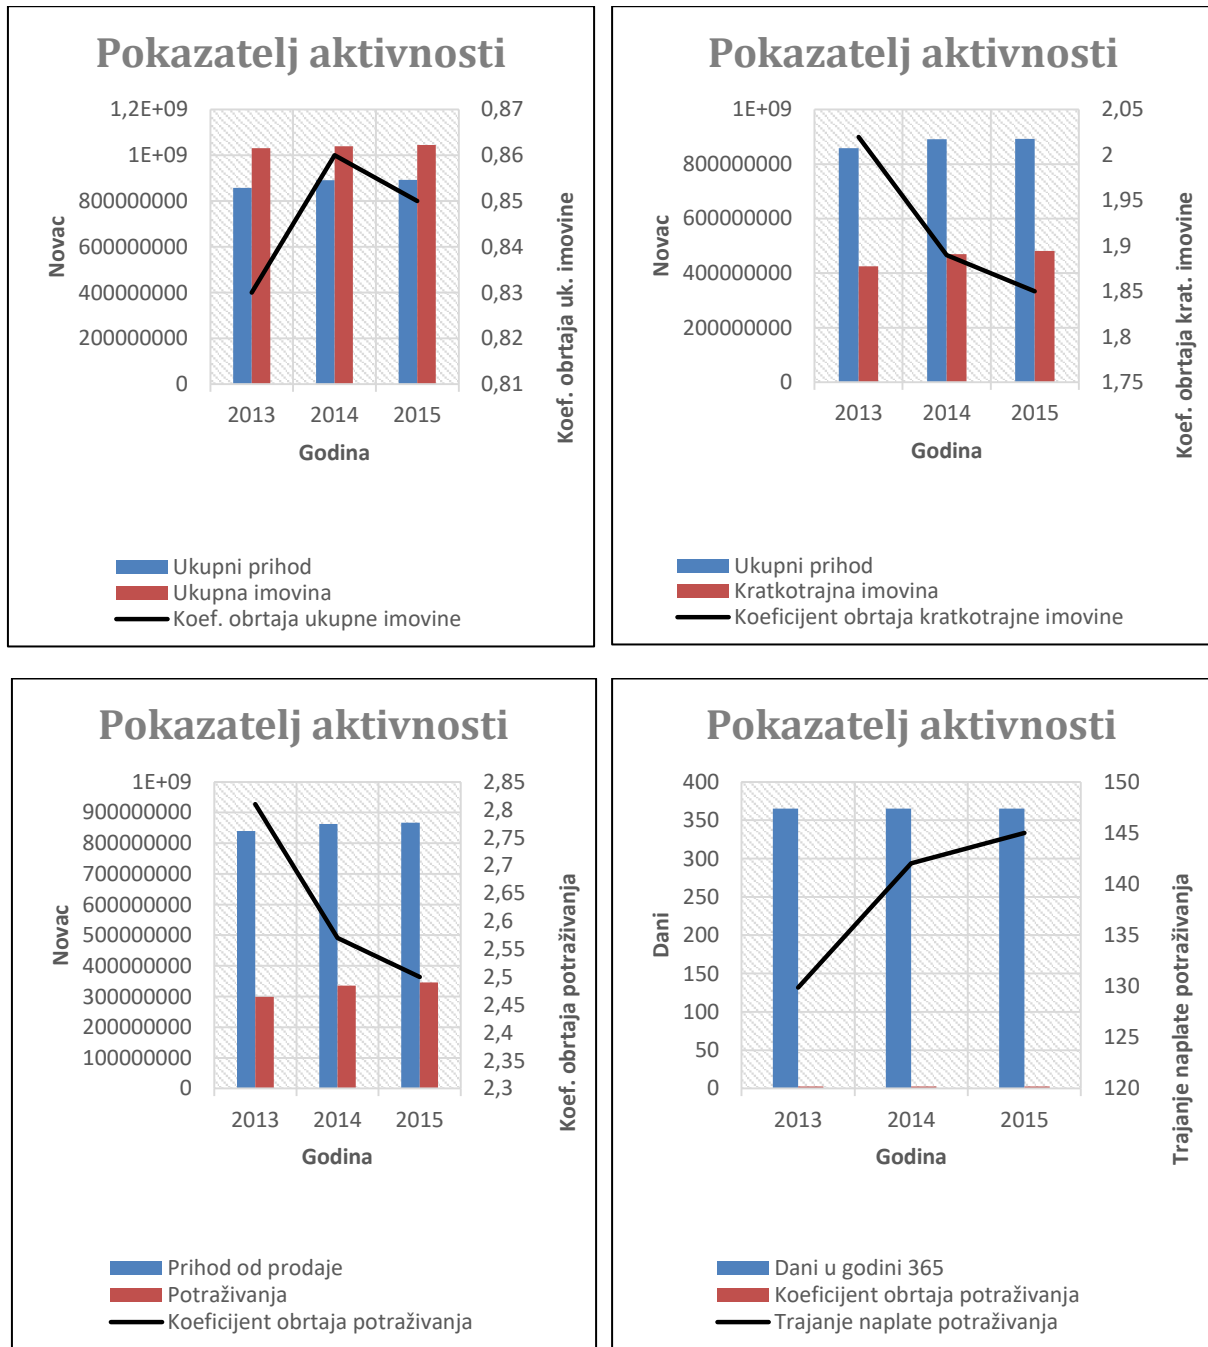 Pokazatelj aktivnosti
1,2E+09
1E+09
800000000
600000000
400000000
200000000
0
Novac
0,87
0,86
0,85
0,84
0,83
0,82
0,81
Koef. obrtaja uk. imovine
2013 2014 2015
Godina
Ukupni prihod
Ukupna imovina
Koef. obrtaja ukupne imovine
Pokazatelj aktivnosti
1E+09
800000000
600000000
400000000
200000000
0
Novac
2,05
2
1,95
1,9
1,85
1,8
1,75
Koef. obrtaja krat. imovine
2013 2014 2015
Godina
Ukupni prihod
Kratkotrajna imovina
Koeficijent obrtaja kratkotrajne imovine
Pokazatelj aktivnosti
1E+09
900000000
800000000
700000000
600000000
500000000
400000000
300000000
200000000
100000000
0
Novac
2,85
2,8
2,75
2,7
2,65
2,6
2,55
2,5
2,45
2,4
2,35
2,3
Koef. obrtaja potraživanja
2013 2014 2015
Godina
Prihod od prodaje
Potraživanja
Koeficijent obrtaja potraživanja
Pokazatelj aktivnosti
400
350
300
250
200
150
100
50
0
Dani
150
145
140
135
130
125
120
Trajanje naplate potraživanja
2013 2014 2015
Godina
Dani u godini 365
Koeficijent obrtaja potraživanja
Trajanje naplate potraživanja